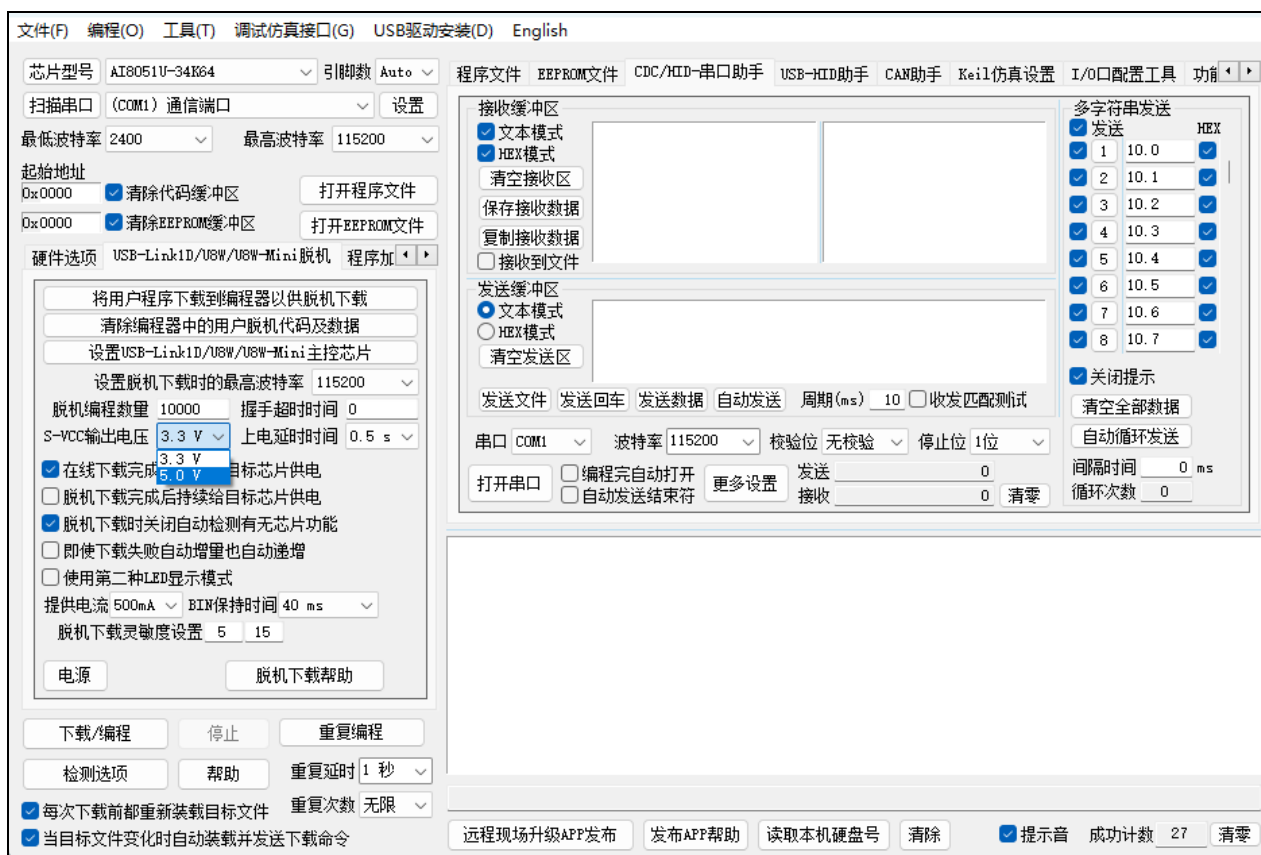 文件(F) 编程(O) 工具(T) 调试仿真接口(G) USB驱动安装(D) English
芯片型号 AI8051U-34K64 引脚数 Auto
扫描串口 (COM1) 通信端口 设置
最低波特率 2400 最高波特率 115200
起始地址
0x0000 清除代码缓冲区 打开程序文件
0x0000 清除EEPROM缓冲区 打开EEPROM文件
硬件选项 USB-Link1D/U8W/U8W-Mini脱机 程序加
将用户程序下载到编程器以供脱机下载
清除编程器中的用户脱机代码及数据
设置USB-Link1D/U8W/U8W-Mini主控芯片
设置脱机下载时的最高波特率 115200
脱机编程数量 10000 握手超时时间 0
S-VCC输出电压 3.3 V 上电延时时间 0.5 s
3.3 V
5.0 V
在线下载完成 目标芯片供电
脱机下载完成后持续给目标芯片供电
脱机下载时关闭自动检测有无芯片功能
即使下载失败自动增量也自动递增
使用第二种LED显示模式
提供电流 500mA BIN保持时间 40 ms
脱机下载灵敏度设置 5 15
电源 脱机下载帮助
下载/编程 停止 重复编程
检测选项 帮助 重复延时 1 秒
每次下载前都重新装载目标文件 重复次数 无限
当目标文件变化时自动装载并发送下载命令
程序文件 EEPROM文件 CDC/HID-串口助手 USB-HID助手 CAN助手 Keil仿真设置 I/O口配置工具
接收缓冲区
文本模式
HEX模式
清空接收区
保存接收数据
复制接收数据
接收到文件
发送缓冲区
文本模式
HEX模式
清空发送区
发送文件 发送回车 发送数据 自动发送 周期(ms) 10 收发匹配测试
串口 COM1 波特率 115200 校验位 无校验 停止位 1位
打开串口 编程完自动打开 更多设置 发送 0
自动发送结束符 接收 0 清零
多字符串发送
发送 HEX
1 10.0
2 10.1
3 10.2
4 10.3
5 10.4
6 10.5
7 10.6
8 10.7
关闭提示
清空全部数据
自动循环发送
间隔时间 0 ms
循环次数 0
远程现场升级APP发布 发布APP帮助 读取本机硬盘号 清除 提示音 成功计数 27 清零